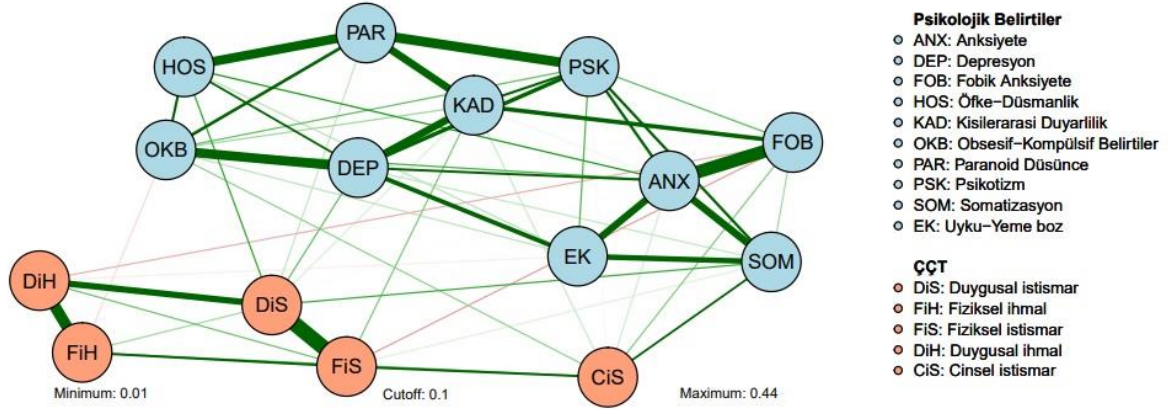 PAR
HOS
PSK
KAD
OKB
DEP
FOB
ANX
EK
SOM
DiH
DiS
FiH
FiS
CiS
Minimum: 0.01
Cutoff: 0.1
Maximum: 0.44
Psikolojik Belirtiler
ANX: Anksiyete
DEP: Depresyon
FOB: Fobik Anksiyete
HOS: Öfke−Düsmanlik
KAD: Kisilerarasi Duyarlilik
OKB: Obsesif−Kompülsif Belirtiler
PAR: Paranoid Düsünce
PSK: Psikotizm
SOM: Somatizasyon
EK: Uyku−Yeme boz
ÇÇT
DiS: Duygusal istismar
FiH: Fiziksel ihmal
FiS: Fiziksel istismar
DiH: Duygusal ihmal
CiS: Cinsel istismar